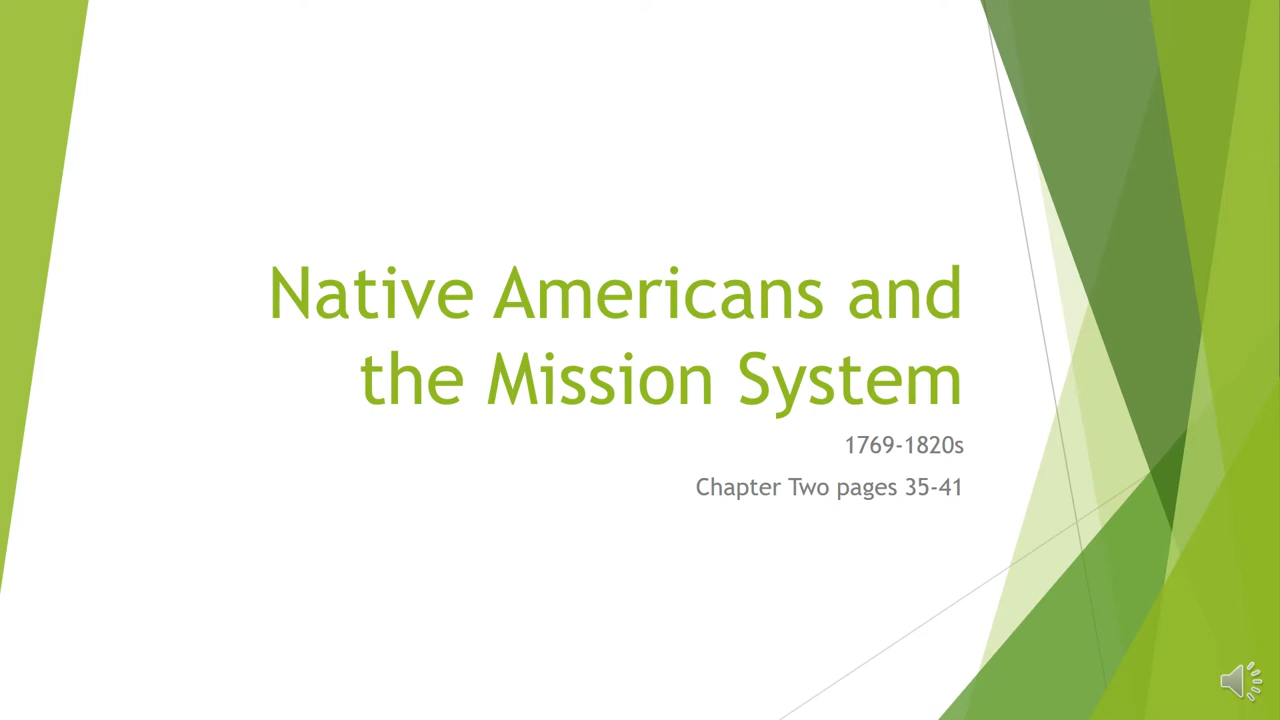 Native Americans and
the Mission System
1769-1820s
Chapter Two pages 35-41